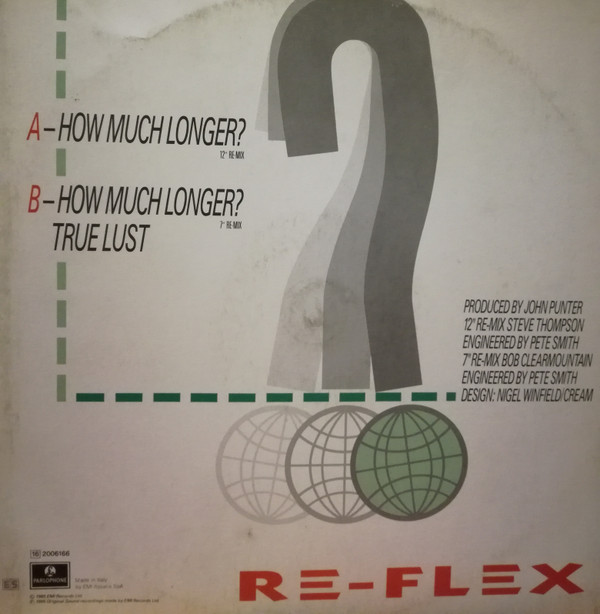 A – HOW MUCH LONGER?
12" RE-MIX
B – HOW MUCH LONGER?
7" RE-MIX
TRUE LUST
PRODUCED BY JOHN PUNTER
12" RE-MIX STEVE THOMPSON
ENGINEERED BY PETE SMITH
7" RE-MIX BOB CLEARMOUNTAIN
ENGINEERED BY PETE SMITH
DESIGN: NIGEL WINFIELD/CREAM
2006166
PARLOPHONE
RE-FLEX